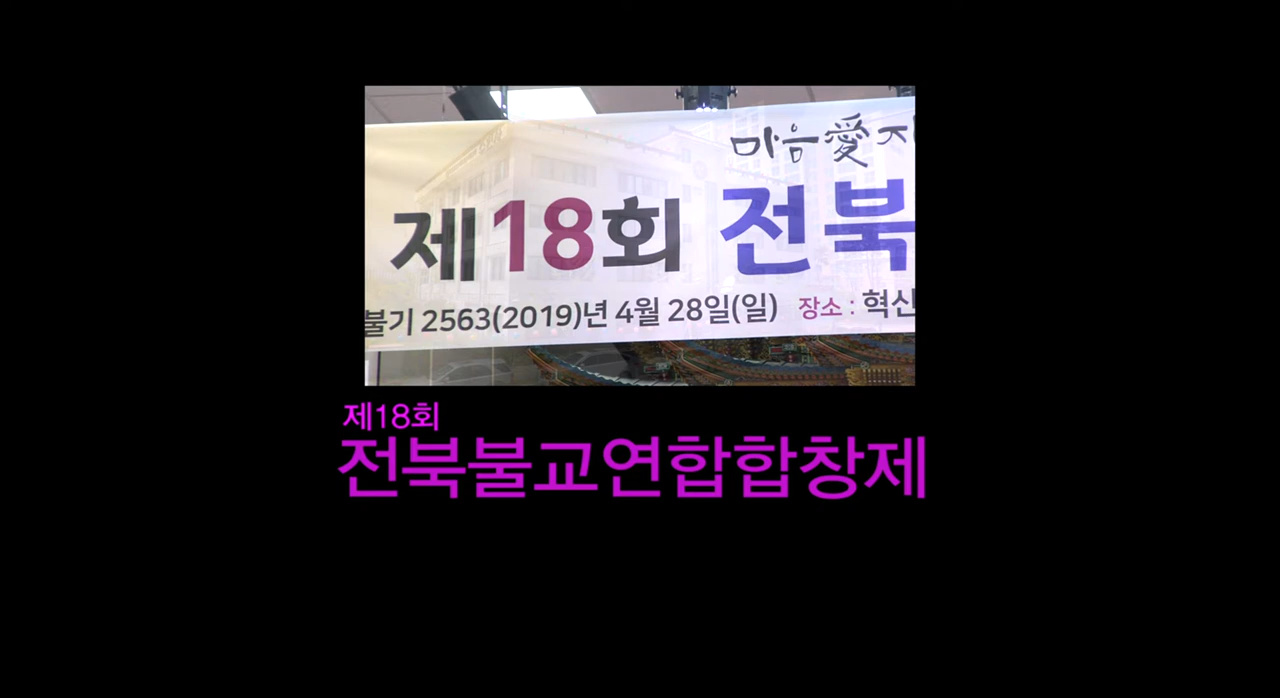 마음愛
제18회 전북
불기 2563(2019)년 4월 28일(일) 장소 : 혁신
제18회
전북불교연합합창제